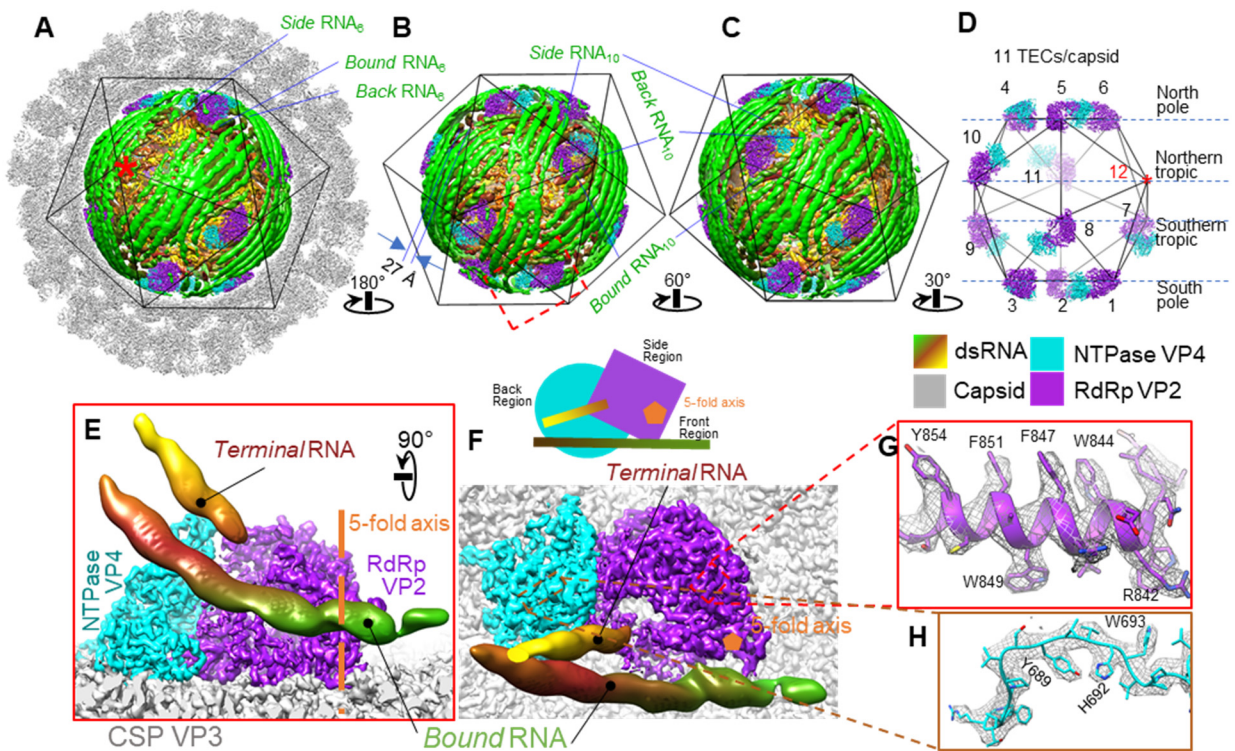 A
Side RNA6
Bound RNA6
Back RNA6
*
180°
B
Side RNA10
Back RNA10
Bound RNA10
27 Å
60°
C
30°
D
11 TECs/capsid
4 5 6
North pole
10
11
12
Northern tropic
7
8
9
Southern tropic
3 2 1
South pole
dsRNA
NTPase VP4
Capsid
RdRp VP2
E
Terminal RNA
90°
5-fold axis
NTPase VP4
RdRp VP2
CSP VP3
Bound RNA
Side Region
Back Region
5-fold axis
Front Region
F
Terminal RNA
5-fold axis
G
Y854
F851
F847
W844
W849
R842
H
W693
Y689
H692